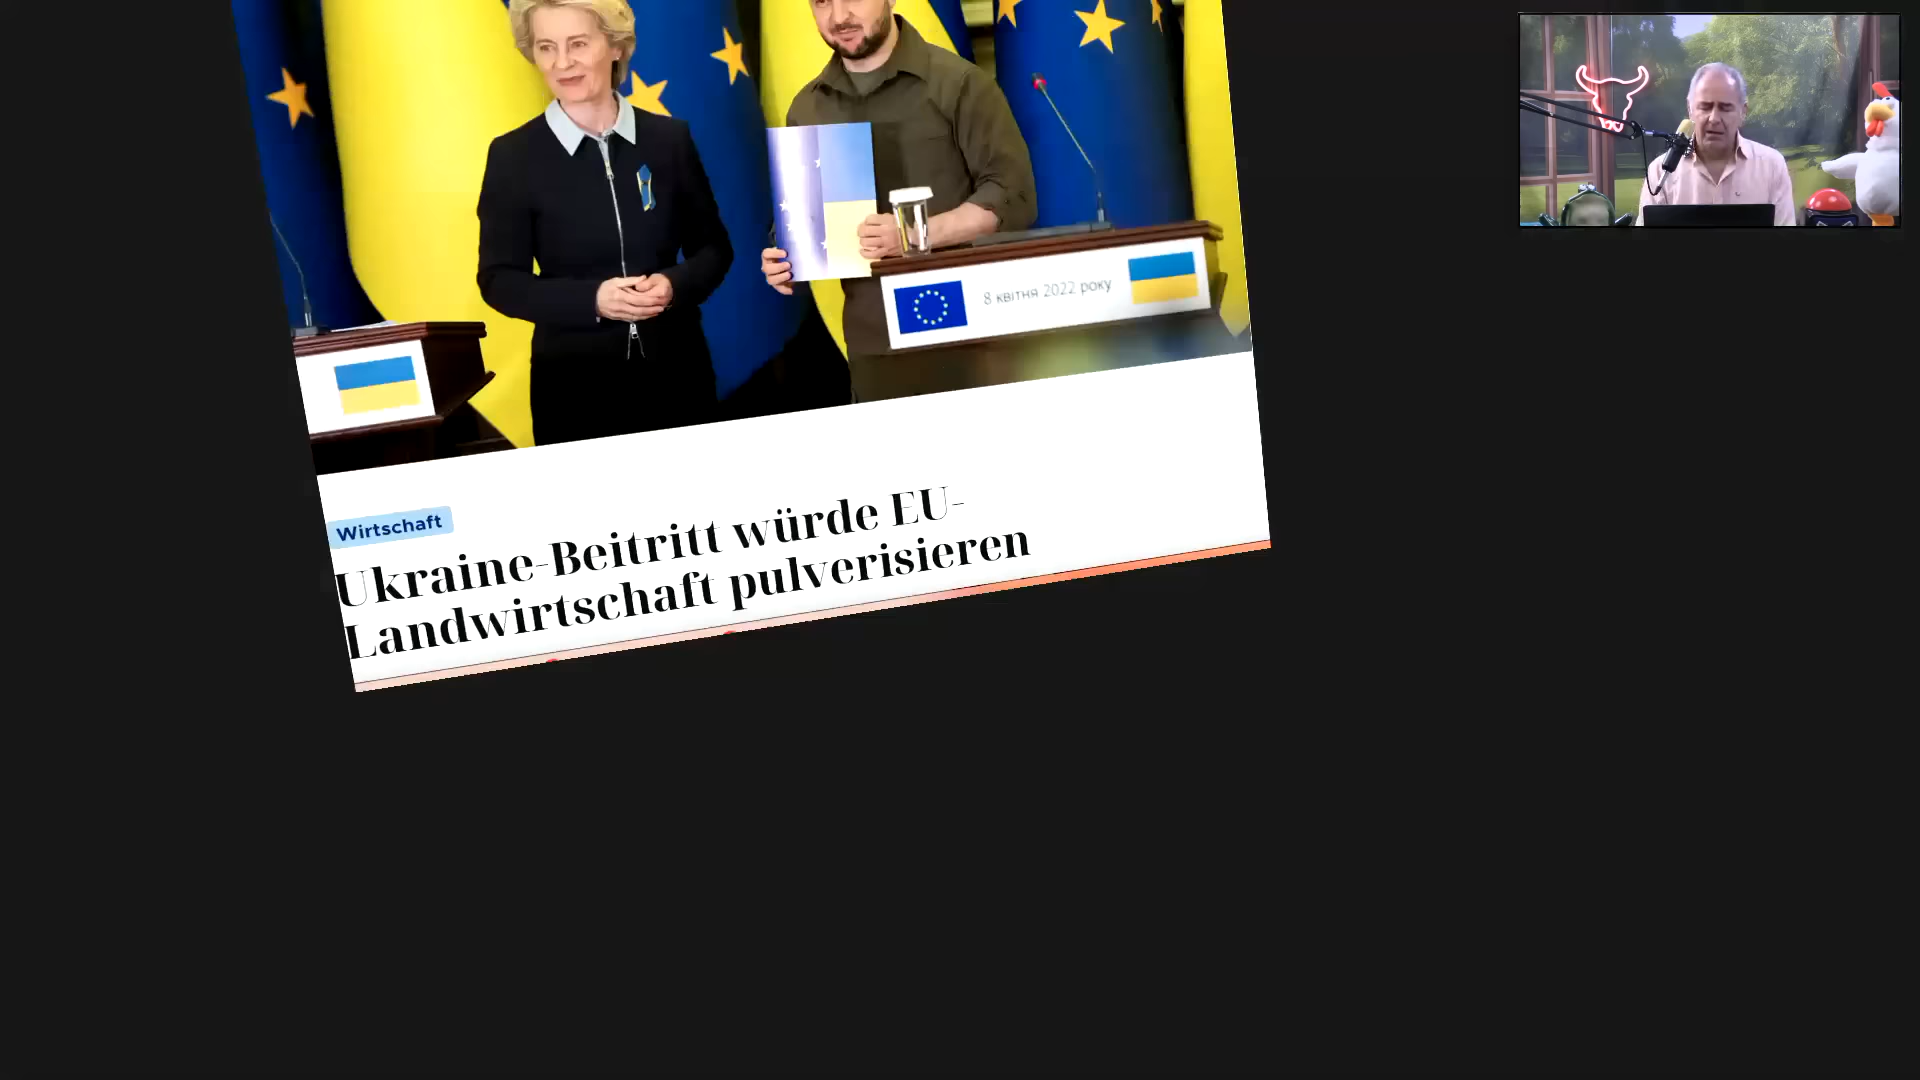 8 квітня 2022 року
Wirtschaft
Ukraine-Beitritt würde EU-
Landwirtschaft pulverisieren